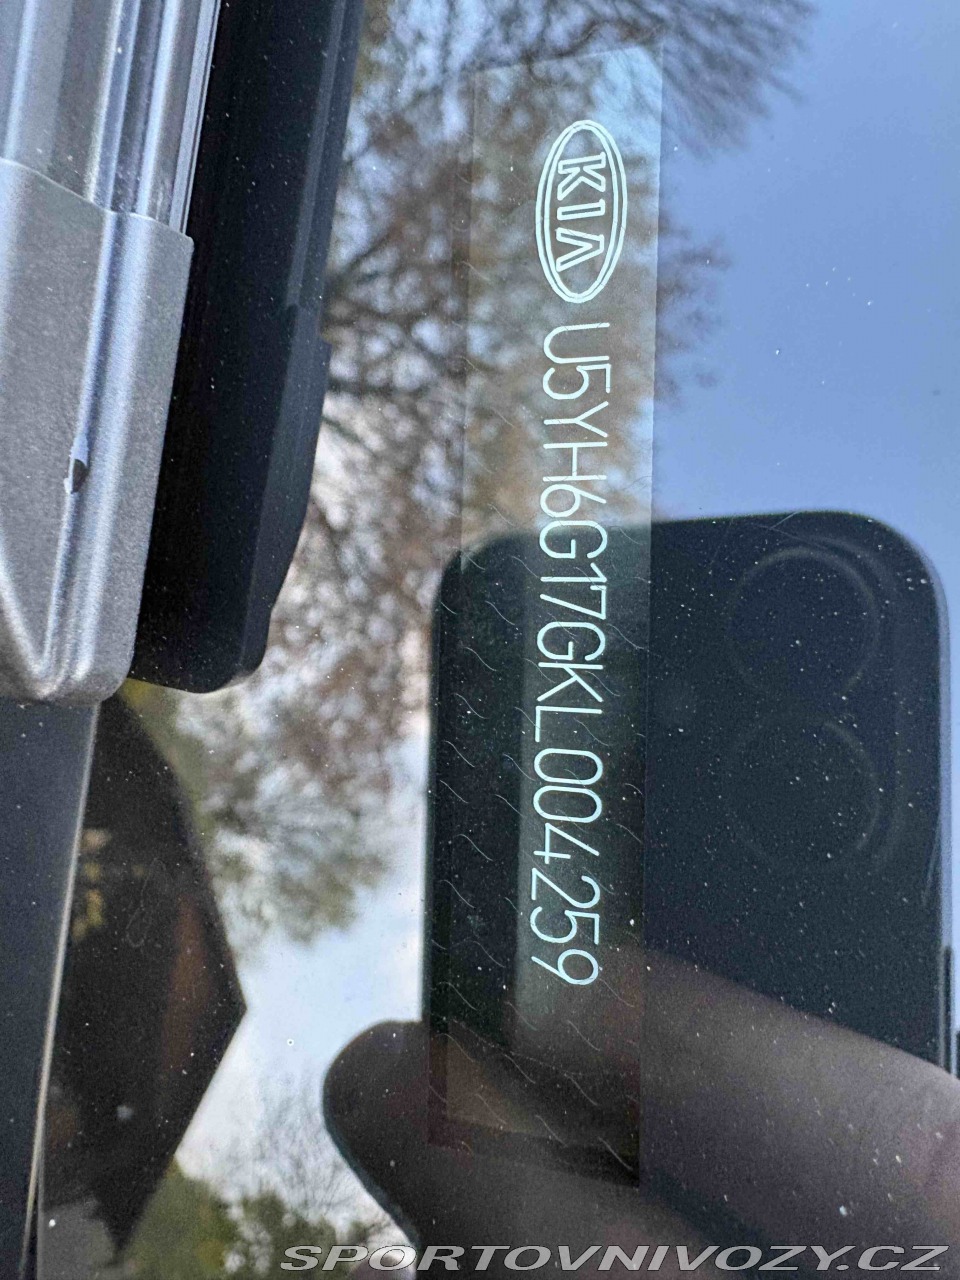 KIA U5YH6G17GKL004259
SPORTOVNIVOZY.CZ